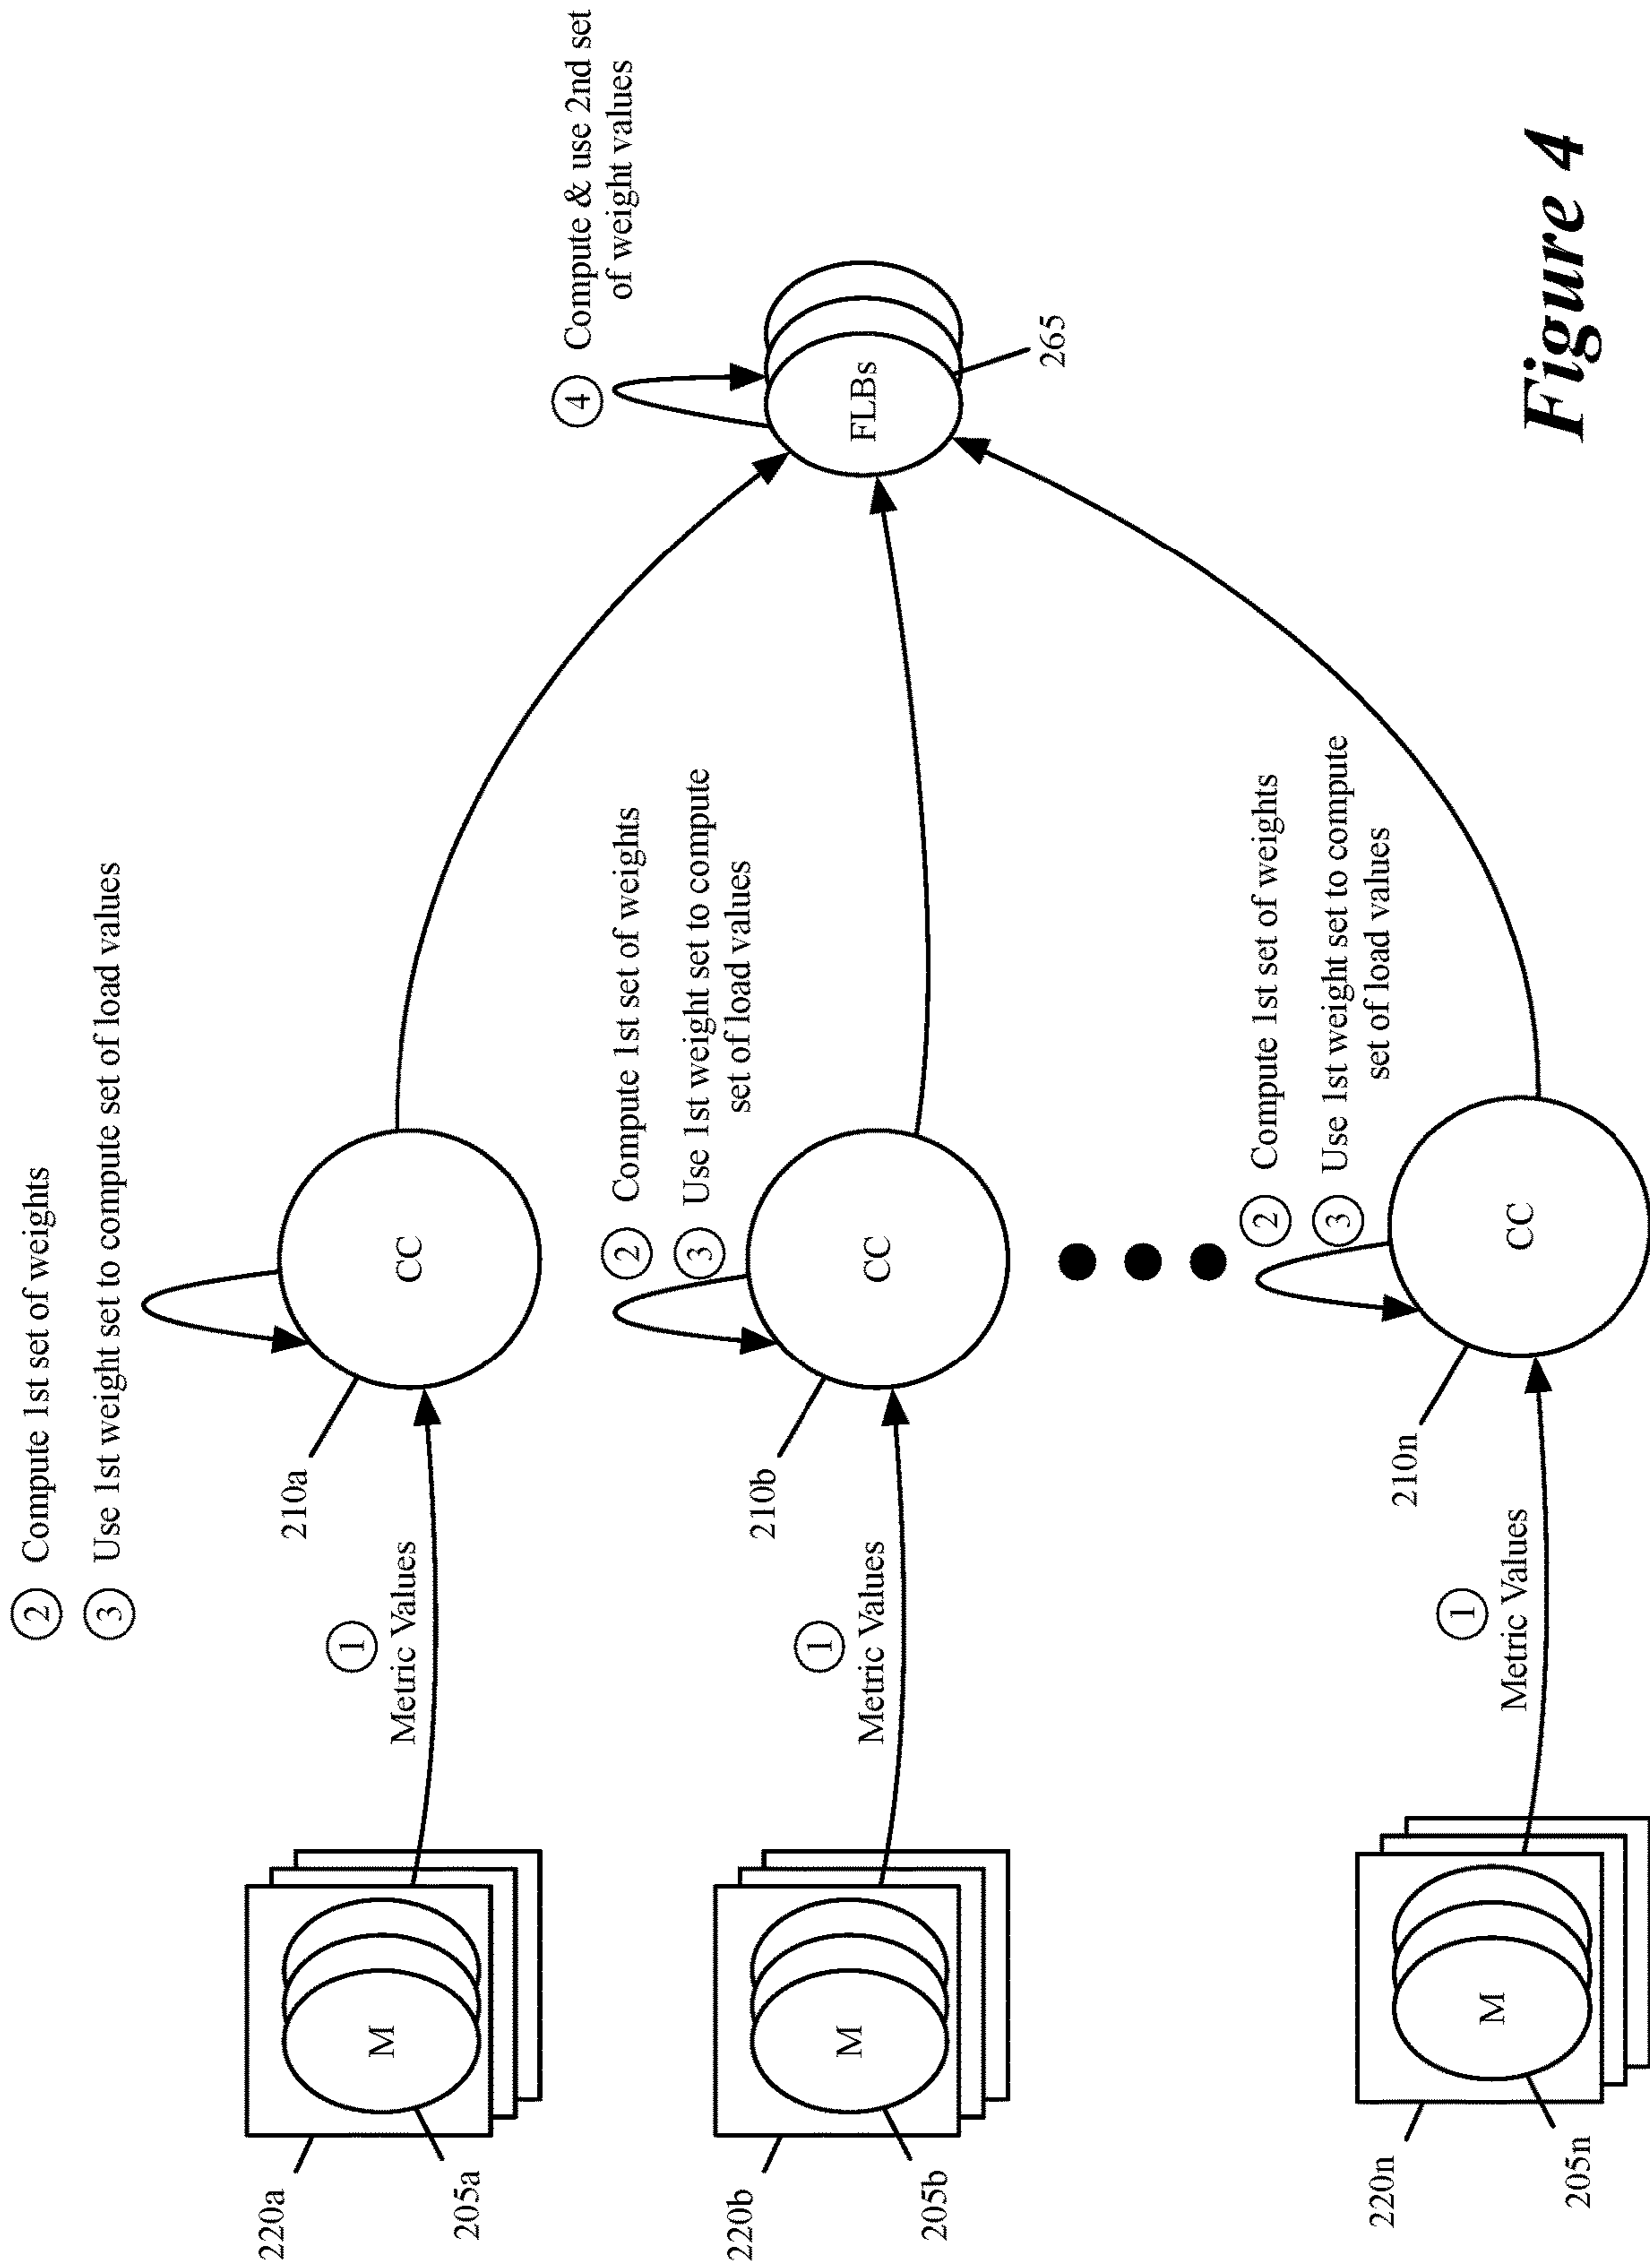 ② Compute 1st set of weights
③ Use 1st weight set to compute set of load values
220a
205a
M
①
Metric Values
210a
CC
② Compute 1st set of weights
③ Use 1st weight set to compute
set of load values
220b
205b
M
①
Metric Values
210b
CC
④ Compute & use 2nd set
of weight values
FLBs
265
② Compute 1st set of weights
③ Use 1st weight set to compute
set of load values
220n
205n
M
①
Metric Values
210n
CC
Figure 4